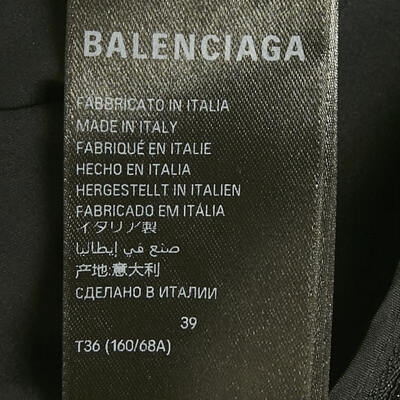 BALENCIAGA
FABBRICATO IN ITALIA
MADE IN ITALY
FABRIQUÉ EN ITALIE
HECHO EN ITALIA
HERGESTELLT IN ITALIEN
FABRICADO EM ITÁLIA
イタリア製
صنع في إيطاليا
产地:意大利
СДЕЛАНО В ИТАЛИИ
39
T36 (160/68A)